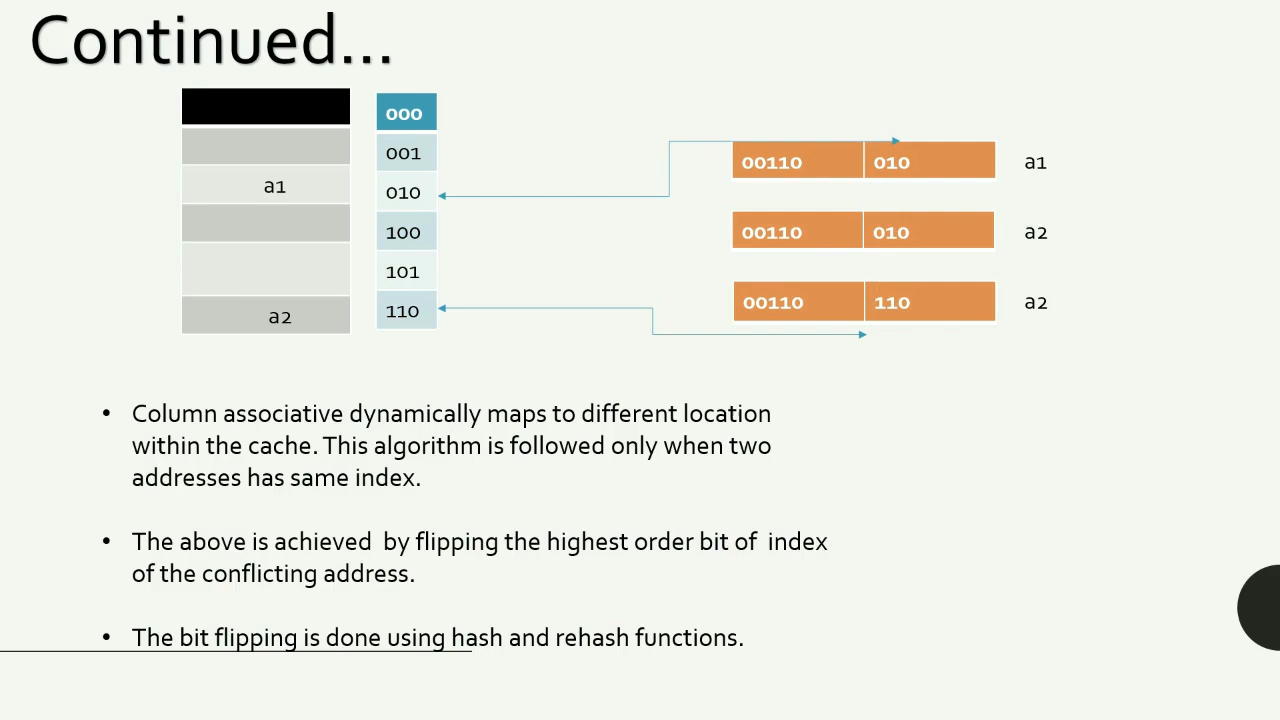 Continued...
000
001
a1 010
100
101
a2 110
00110 010 a1
00110 010 a2
00110 110 a2
• Column associative dynamically maps to different location
within the cache. This algorithm is followed only when two
addresses has same index.
• The above is achieved by flipping the highest order bit of index
of the conflicting address.
• The bit flipping is done using hash and rehash functions.